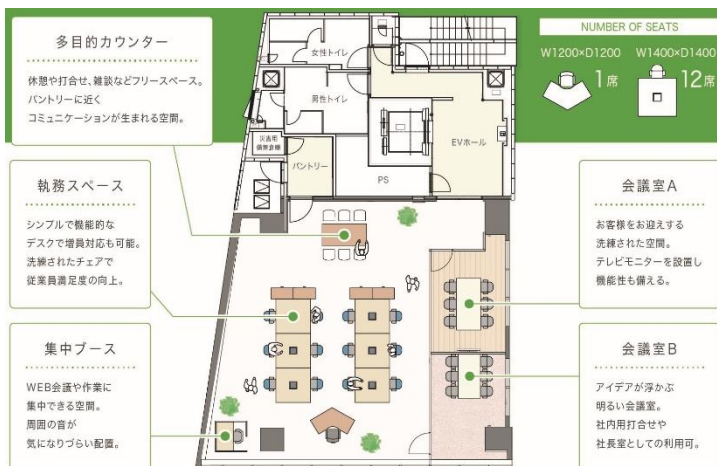 多目的カウンター
休憩や打合せ、雑談などフリースペース。
パントリーに近く
コミュニケーションが生まれる空間。
執務スペース
シンプルで機能的な
デスクで増員対応も可能。
洗練されたチェアで
従業員満足度の向上。
集中ブース
WEB会議や作業に
集中できる空間。
周囲の音が
気になりづらい配置。
女性トイレ
男性トイレ
災害用
備蓄倉庫
パントリー
PS
EVホール
NUMBER OF SEATS
W1200×D1200
1席
W1400×D1400
12席
会議室A
お客様をお迎えする
洗練された空間。
テレビモニターを設置し
機能性も備える。
会議室B
アイデアが浮かぶ
明るい会議室。
社内用打合せや
社長室としての利用可。